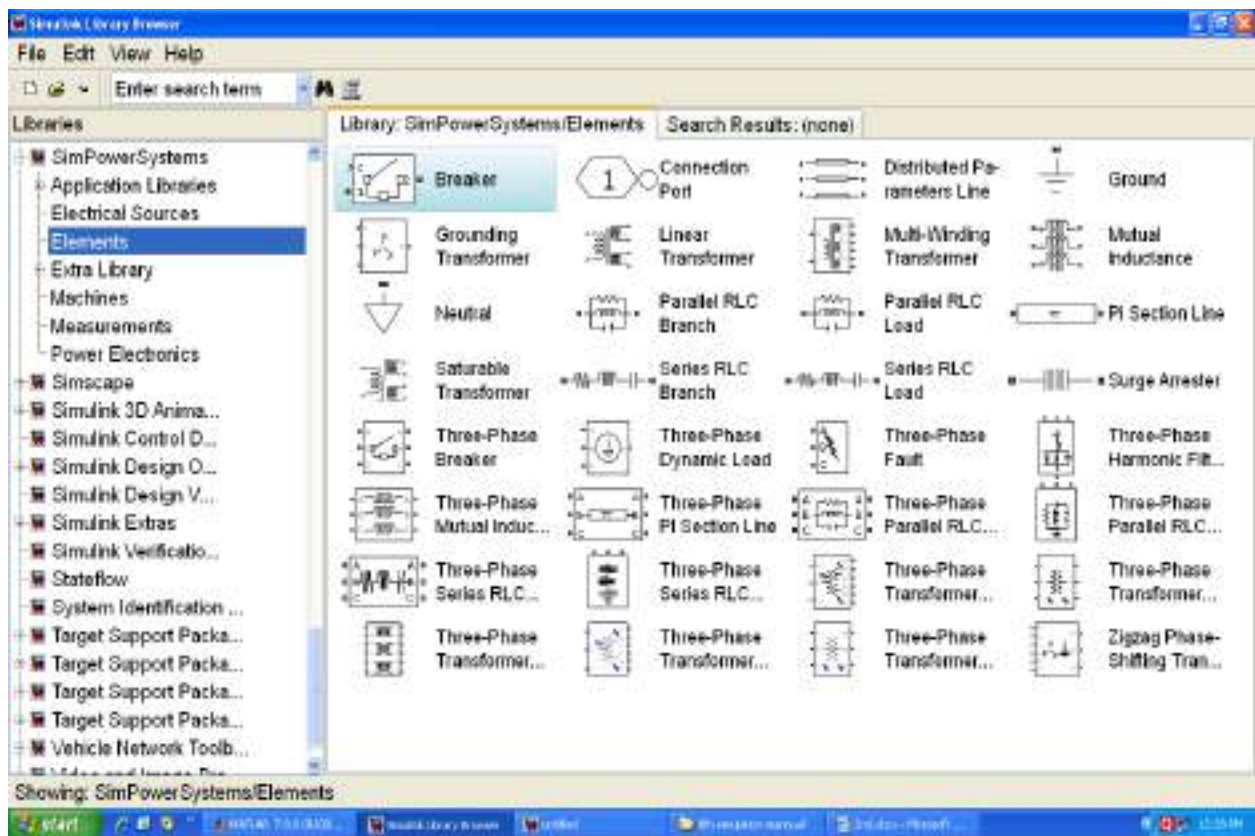 Simulink Library Browser
File Edit View Help
Enter search term
Libraries
Library: SimPowerSystems/Elements
Search Results: (none)
SimPowerSystems
Application Libraries
Electrical Sources
Elements
Extra Library
Machines
Measurements
Power Electronics
Simscape
Simulink 3D Anima...
Simulink Control D...
Simulink Design O...
Simulink Design V...
Simulink Extras
Simulink Verificatio...
Stateflow
System Identification ...
Target Support Packa...
Target Support Packa...
Target Support Packa...
Target Support Packa...
Vehicle Network Toolb...
Breaker
1
Connection
Port
Distributed Pa-
rameters Line
Ground
Grounding
Transformer
Linear
Transformer
Multi-Winding
Transformer
Mutual
Inductance
Neutral
Parallel RLC
Branch
Parallel RLC
Load
PI Section Line
Saturable
Transformer
Series RLC
Branch
Series RLC
Load
Surge Arrester
Three-Phase
Breaker
Three-Phase
Dynamic Load
Three-Phase
Fault
Three-Phase
Harmonic Filt...
Three-Phase
Mutual Induc...
Three-Phase
PI Section Line
Three-Phase
Parallel RLC...
Three-Phase
Parallel RLC...
Three-Phase
Series RLC...
Three-Phase
Series RLC...
Three-Phase
Transformer...
Three-Phase
Transformer...
Three-Phase
Transformer...
Three-Phase
Transformer...
Three-Phase
Transformer...
Zigzag Phase-
Shifting Tran...
Showing: SimPowerSystems/Elements
start
Simulink Library Browser